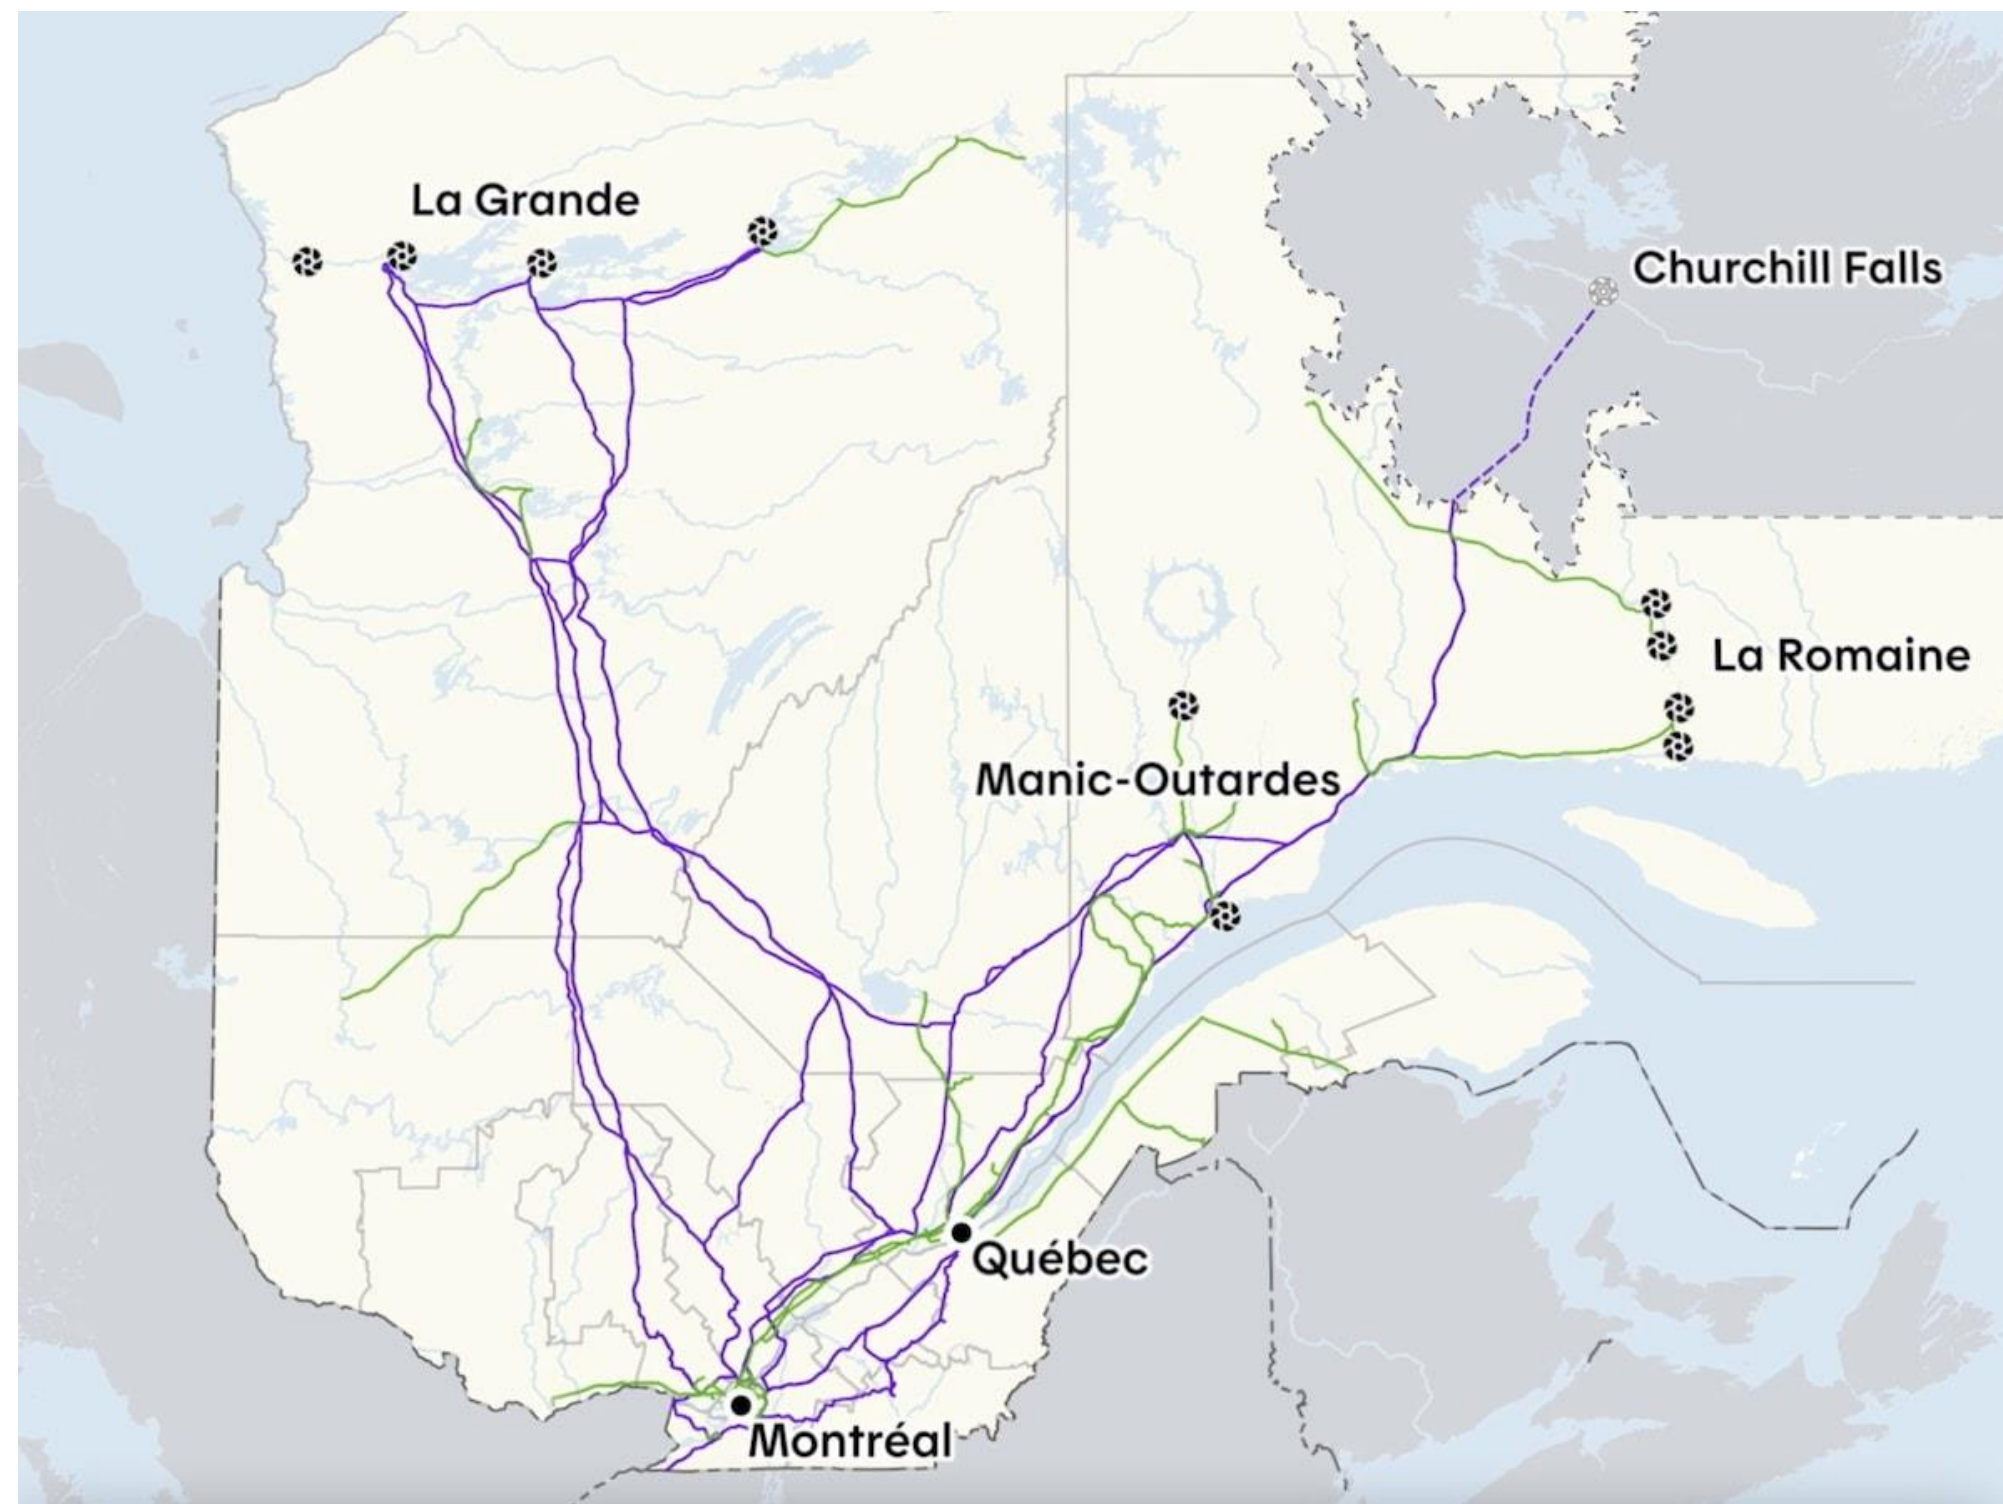 La Grande
Churchill Falls
La Romaine
Manic-Outardes
Québec
Montréal